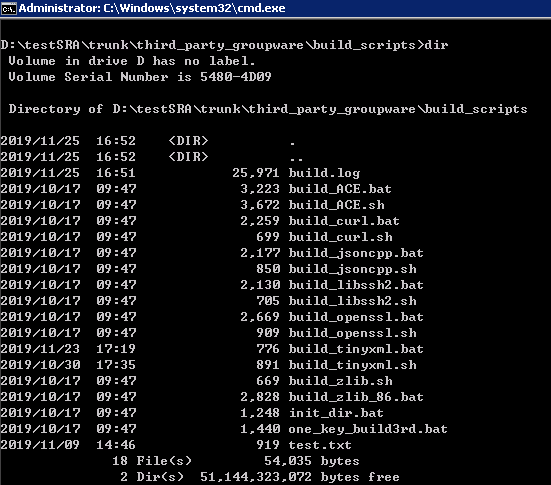 Administrator: C:\Windows\system32\cmd.exe
D:\testSRA\trunk\third_party_groupware\build_scripts>dir
Volume in drive D has no label.
Volume Serial Number is 5480-4D09
Directory of D:\testSRA\trunk\third_party_groupware\build_scripts
2019/11/25  16:52    <DIR>          .
2019/11/25  16:52    <DIR>          ..
2019/11/25  16:51            25,971 build.log
2019/10/17  09:47             3,223 build_ACE.bat
2019/10/17  09:47             3,672 build_ACE.sh
2019/10/17  09:47             2,259 build_curl.bat
2019/10/17  09:47               699 build_curl.sh
2019/10/17  09:47             2,177 build_jsoncpp.bat
2019/10/17  09:47               850 build_jsoncpp.sh
2019/10/17  09:47             2,130 build_libssh2.bat
2019/10/17  09:47               705 build_libssh2.sh
2019/10/17  09:47             2,669 build_openssl.bat
2019/10/17  09:47               909 build_openssl.sh
2019/11/23  17:19               776 build_tinyxml.bat
2019/10/30  17:35               891 build_tinyxml.sh
2019/10/17  09:47               669 build_zlib.sh
2019/10/17  09:47             2,828 build_zlib_86.bat
2019/10/17  09:47             1,248 init_dir.bat
2019/10/17  09:47             1,440 one_key_build3rd.bat
2019/11/09  14:46               919 test.txt
18 File(s)         54,035 bytes
2 Dir(s)  51,144,323,072 bytes free